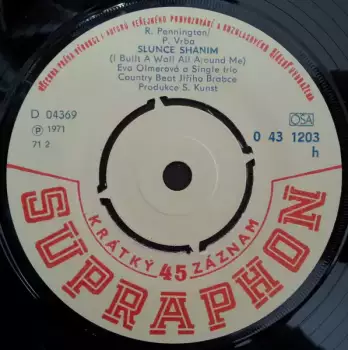 R. Pennington/
P. Vrba
SLUNCE SHÁNÍM
(I Built A Wall All Around Me)
Eva Olmerová a Single trio
Country Beat Jiřího Brabce
Produkce S. Kunst
D 04369
Ⓟ 1971
71 2
OSA
0 43 1203
h
KRÁTKÝ 45 ZÁZNAM
SUPRAPHON